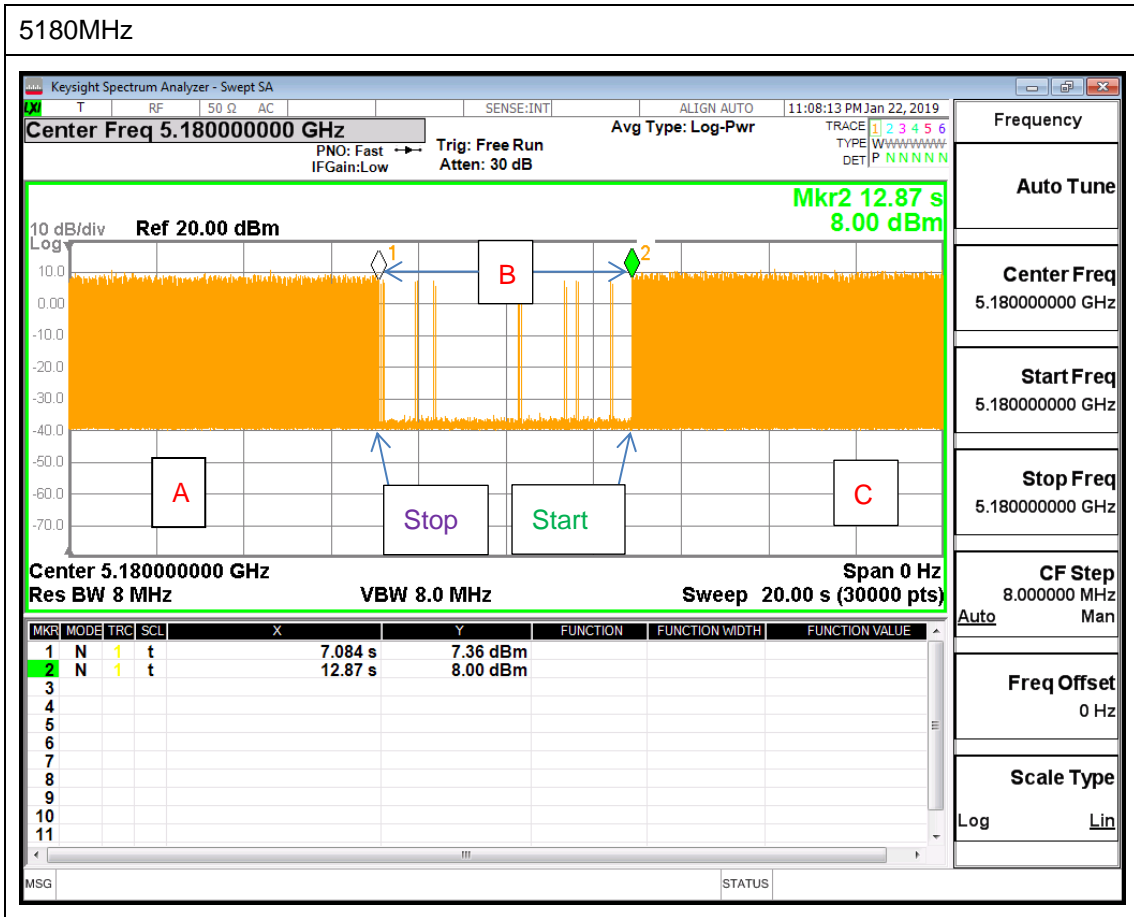 5180MHz
Keysight Spectrum Analyzer - Swept SA
LXI T RF 50 Ω AC SENSE:INT ALIGN AUTO 11:08:13 PM Jan 22, 2019
Center Freq 5.180000000 GHz
PNO: Fast
IFGain:Low
Trig: Free Run
Atten: 30 dB
Avg Type: Log-Pwr
TRACE 1 2 3 4 5 6
TYPE WWWWWWW
DET P N N N N N
Mkr2 12.87 s
8.00 dBm
10 dB/div Ref 20.00 dBm
Log
10.0
0.00
-10.0
-20.0
-30.0
-40.0
-50.0
-60.0
-70.0
1
B
2
A
Stop
Start
C
Center 5.180000000 GHz Span 0 Hz
Res BW 8 MHz VBW 8.0 MHz Sweep 20.00 s (30000 pts)
MKR MODE TRC SCL X Y FUNCTION FUNCTION WIDTH FUNCTION VALUE
1 N 1 t 7.084 s 7.36 dBm
2 N 1 t 12.87 s 8.00 dBm
3
4
5
6
7
8
9
10
11
MSG STATUS
Frequency
Auto Tune
Center Freq
5.180000000 GHz
Start Freq
5.180000000 GHz
Stop Freq
5.180000000 GHz
CF Step
8.000000 MHz
Auto Man
Freq Offset
0 Hz
Scale Type
Log Lin